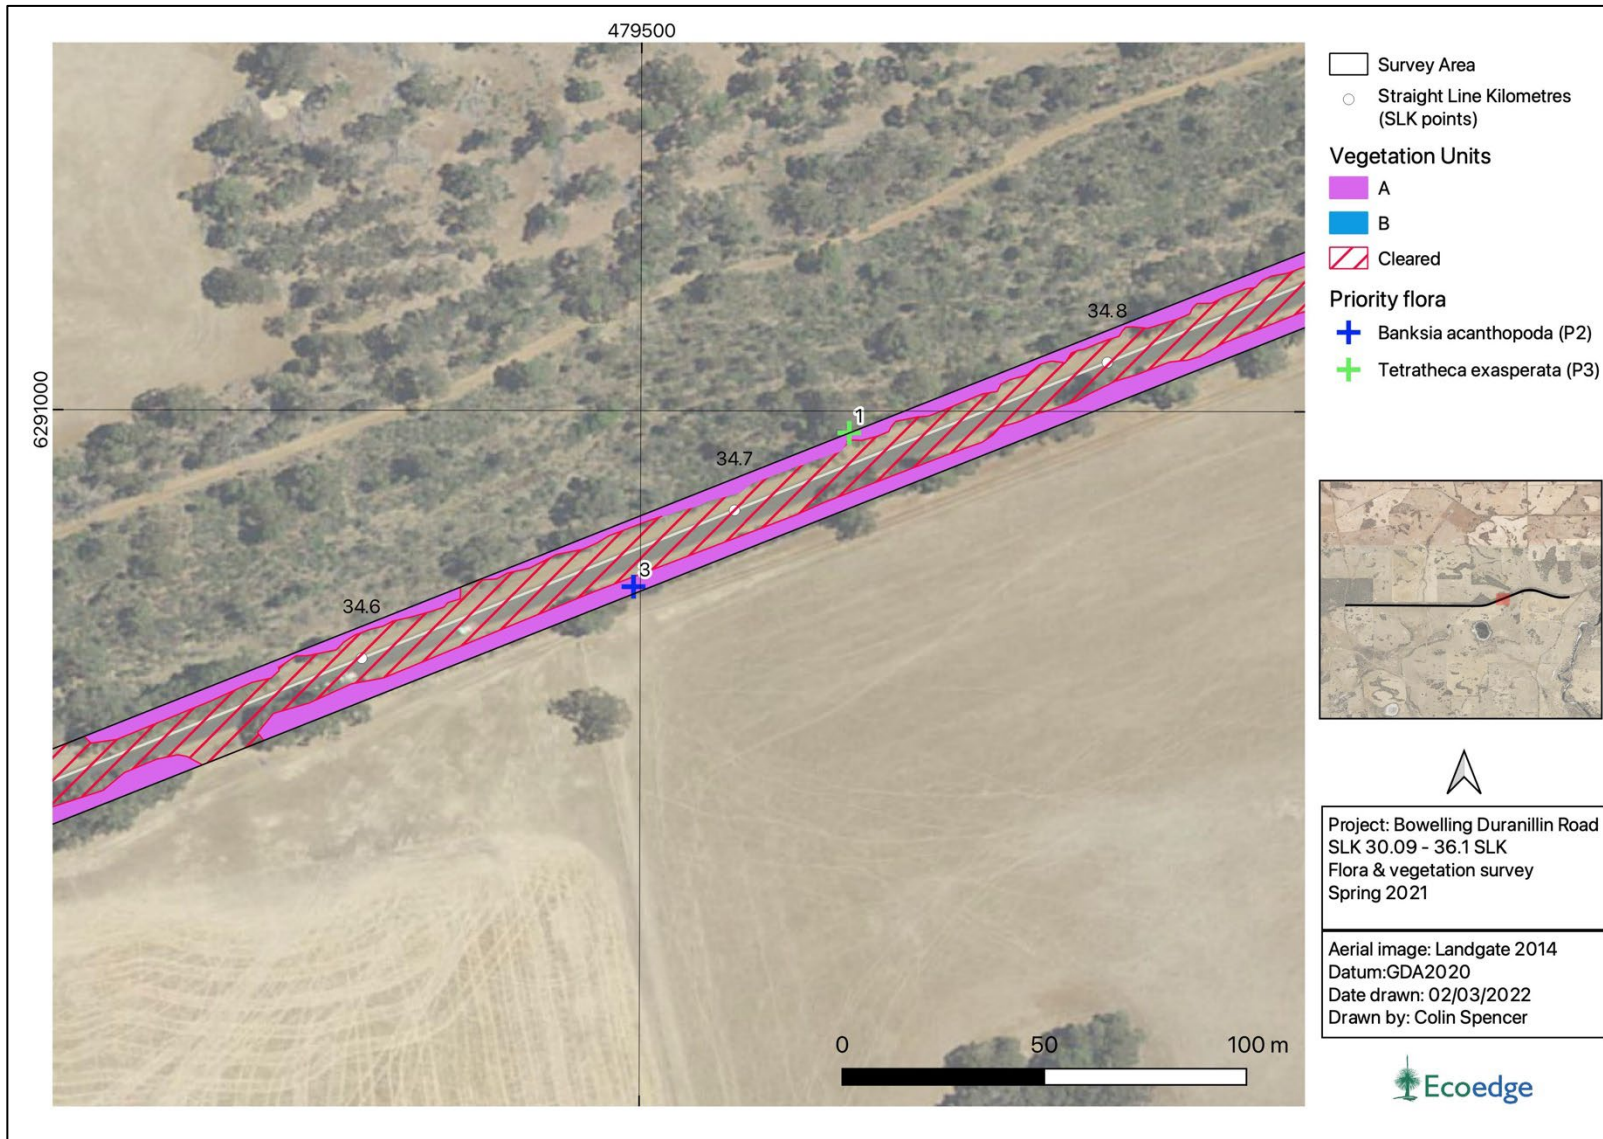 479500
6291000
34.8
1
34.7
3
34.6
0 50 100 m
Survey Area
Straight Line Kilometres
(SLK points)
Vegetation Units
A
B
Cleared
Priority flora
Banksia acanthopoda (P2)
Tetratheca exasperata (P3)
Project: Bowelling Duranillin Road
SLK 30.09 - 36.1 SLK
Flora & vegetation survey
Spring 2021
Aerial image: Landgate 2014
Datum:GDA2020
Date drawn: 02/03/2022
Drawn by: Colin Spencer
Ecoedge